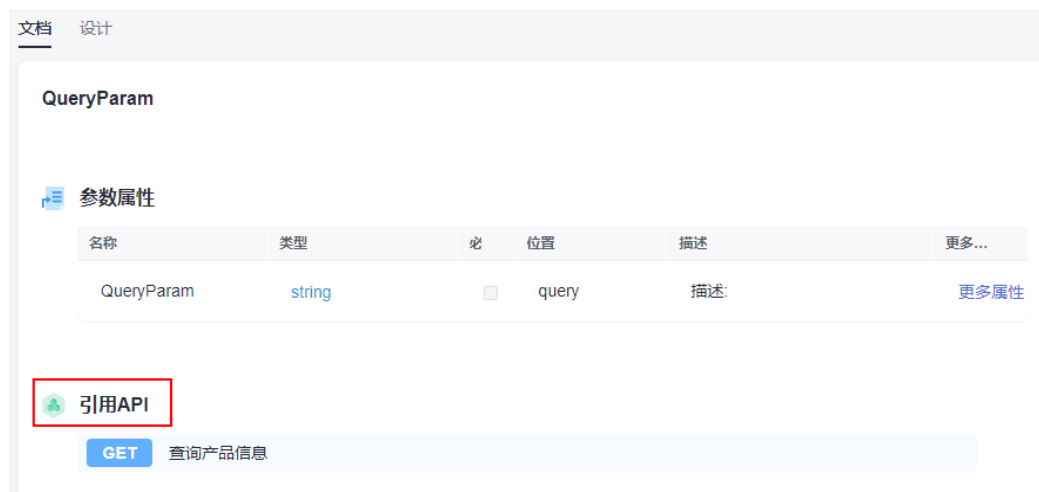 文档 设计
QueryParam
参数属性
名称 类型 必 位置 描述 更多...
QueryParam string query 描述: 更多属性
引用API
GET 查询产品信息